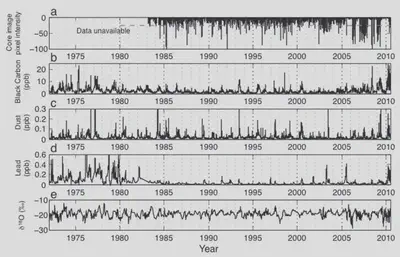 a
Core image
pixel intensity
0
−50
−100
Data unavailable
1975 1980 1985 1990 1995 2000 2005 2010
b
Black Carbon
(ppb)
20
10
0
1975 1980 1985 1990 1995 2000 2005 2010
c
Dust
(ppb)
0.3
0.2
0.1
0
1975 1980 1985 1990 1995 2000 2005 2010
d
Lead
(ppb)
0.6
0.4
0.2
0
1975 1980 1985 1990 1995 2000 2005 2010
e
δ¹⁸O (‰)
−10
−20
−30
1975 1980 1985 1990 1995 2000 2005 2010
Year